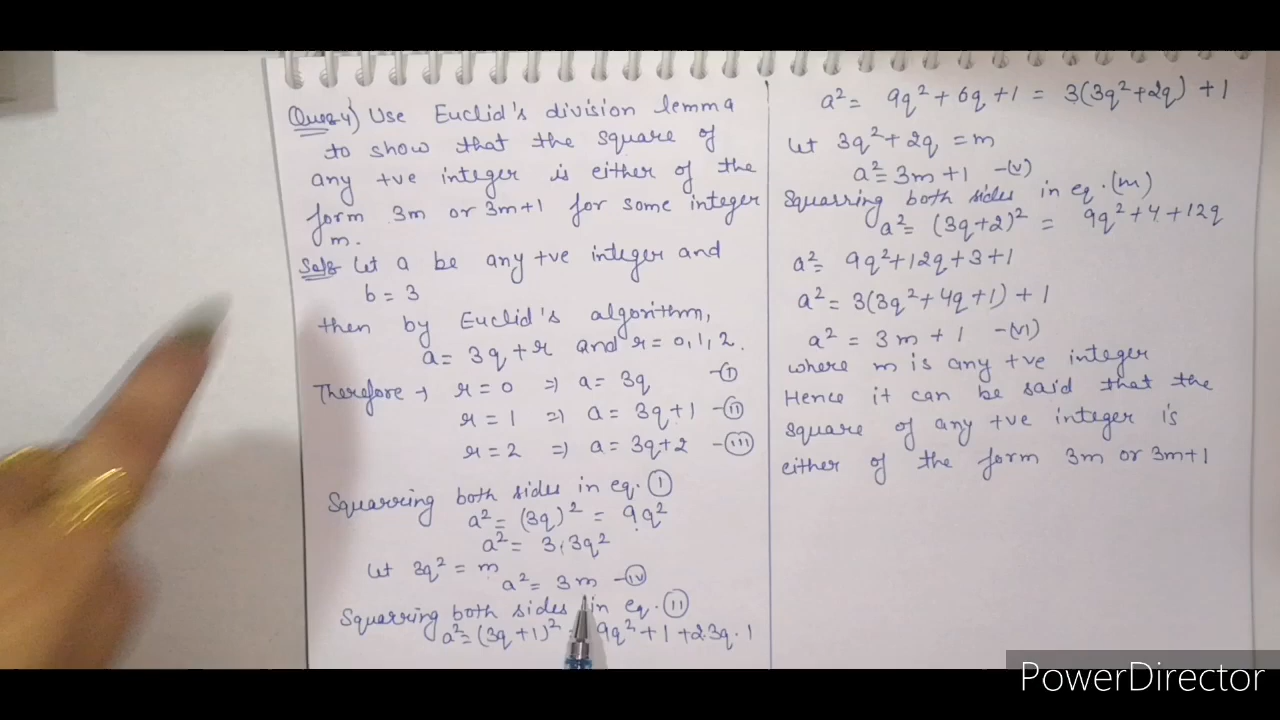 Ques 4) Use Euclid's division lemma
to show that the square of
any +ve integer is either of the
form 3m or 3m+1 for some integer
m.
Sol: Let a be any +ve integer and
b = 3
then by Euclid's algorithm,
a = 3q + r and r = 0, 1, 2.
Therefore → r = 0 ⇒ a = 3q –(I)
r = 1 ⇒ a = 3q+1 –(II)
r = 2 ⇒ a = 3q+2 –(III)
Squarring both sides in eq. (I)
a² = (3q)² = 9q²
a² = 3.3q²
Let 3q² = m
a² = 3m –(IV)
Squarring both sides in eq. (II)
a² = (3q+1)² 9q² + 1 + 2.3q.1
a² = 9q² + 6q + 1 = 3(3q² + 2q) + 1
Let 3q² + 2q = m
a² = 3m + 1 –(V)
Squarring both sides in eq. (m)
a² = (3q+2)² = 9q² + 4 + 12q
a² = 9q² + 12q + 3 + 1
a² = 3(3q² + 4q + 1) + 1
a² = 3m + 1 –(VI)
where m is any +ve integer
Hence it can be said that the
square of any +ve integer is
either of the form 3m or 3m+1
PowerDirector